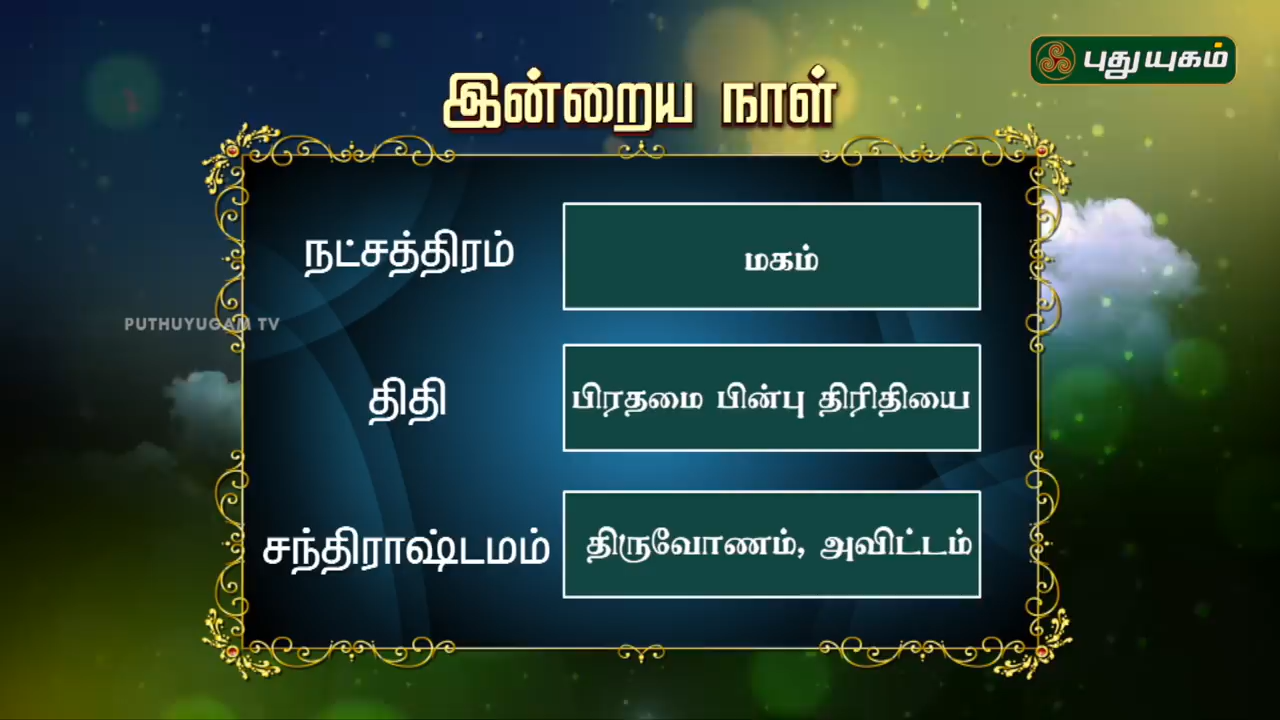 புதுயுகம்
இன்றைய நாள்
நட்சத்திரம்
மகம்
PUTHUYUGAM TV
திதி
பிரதமை பின்பு திரிதியை
சந்திராஷ்டமம்
திருவோணம், அவிட்டம்